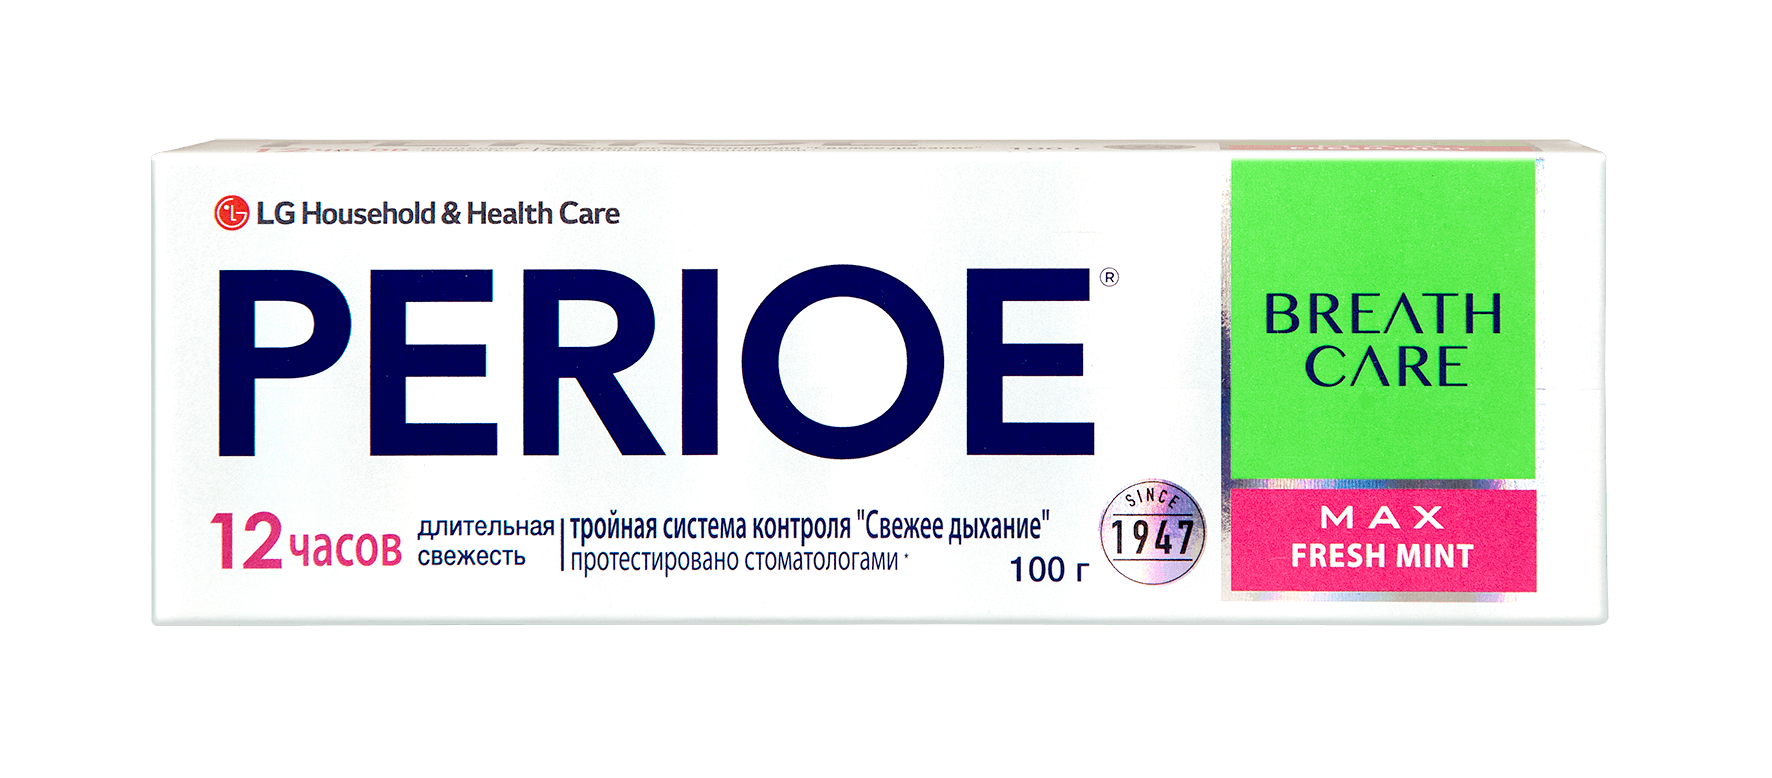 LG Household & Health Care
PERIOE®
BREATH
CARE
12 часов
длительная
свежесть
тройная система контроля "Свежее дыхание"
протестировано стоматологами*
100 г
SINCE
1947
MAX
FRESH MINT